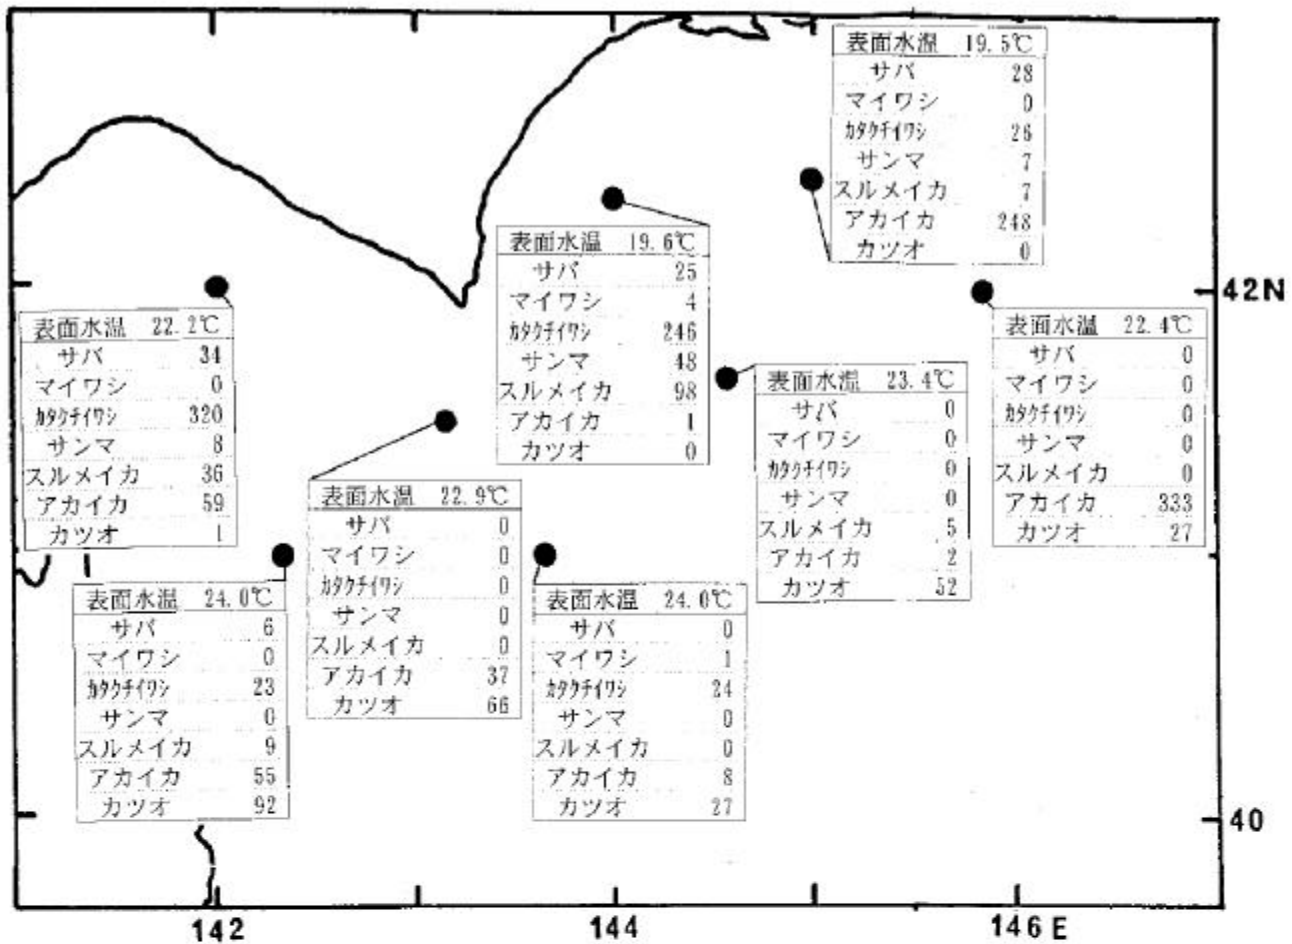 表面水温 19.5℃
サバ 28
マイワシ 0
カタクチイワシ 26
サンマ 7
スルメイカ 7
アカイカ 248
カツオ 0
表面水温 19.6℃
サバ 25
マイワシ 4
カタクチイワシ 246
サンマ 48
スルメイカ 98
アカイカ 1
カツオ 0
42N
表面水温 22.2℃
サバ 34
マイワシ 0
カタクチイワシ 320
サンマ 8
スルメイカ 36
アカイカ 59
カツオ 1
表面水温 22.4℃
サバ 0
マイワシ 0
カタクチイワシ 0
サンマ 0
スルメイカ 0
アカイカ 333
カツオ 27
表面水温 23.4℃
サバ 0
マイワシ 0
カタクチイワシ 0
サンマ 0
スルメイカ 5
アカイカ 2
カツオ 52
表面水温 22.9℃
サバ 0
マイワシ 0
カタクチイワシ 0
サンマ 0
スルメイカ 0
アカイカ 37
カツオ 66
表面水温 24.0℃
サバ 6
マイワシ 0
カタクチイワシ 23
サンマ 0
スルメイカ 9
アカイカ 55
カツオ 92
表面水温 24.0℃
サバ 0
マイワシ 1
カタクチイワシ 24
サンマ 0
スルメイカ 0
アカイカ 8
カツオ 27
40
142 144 146E